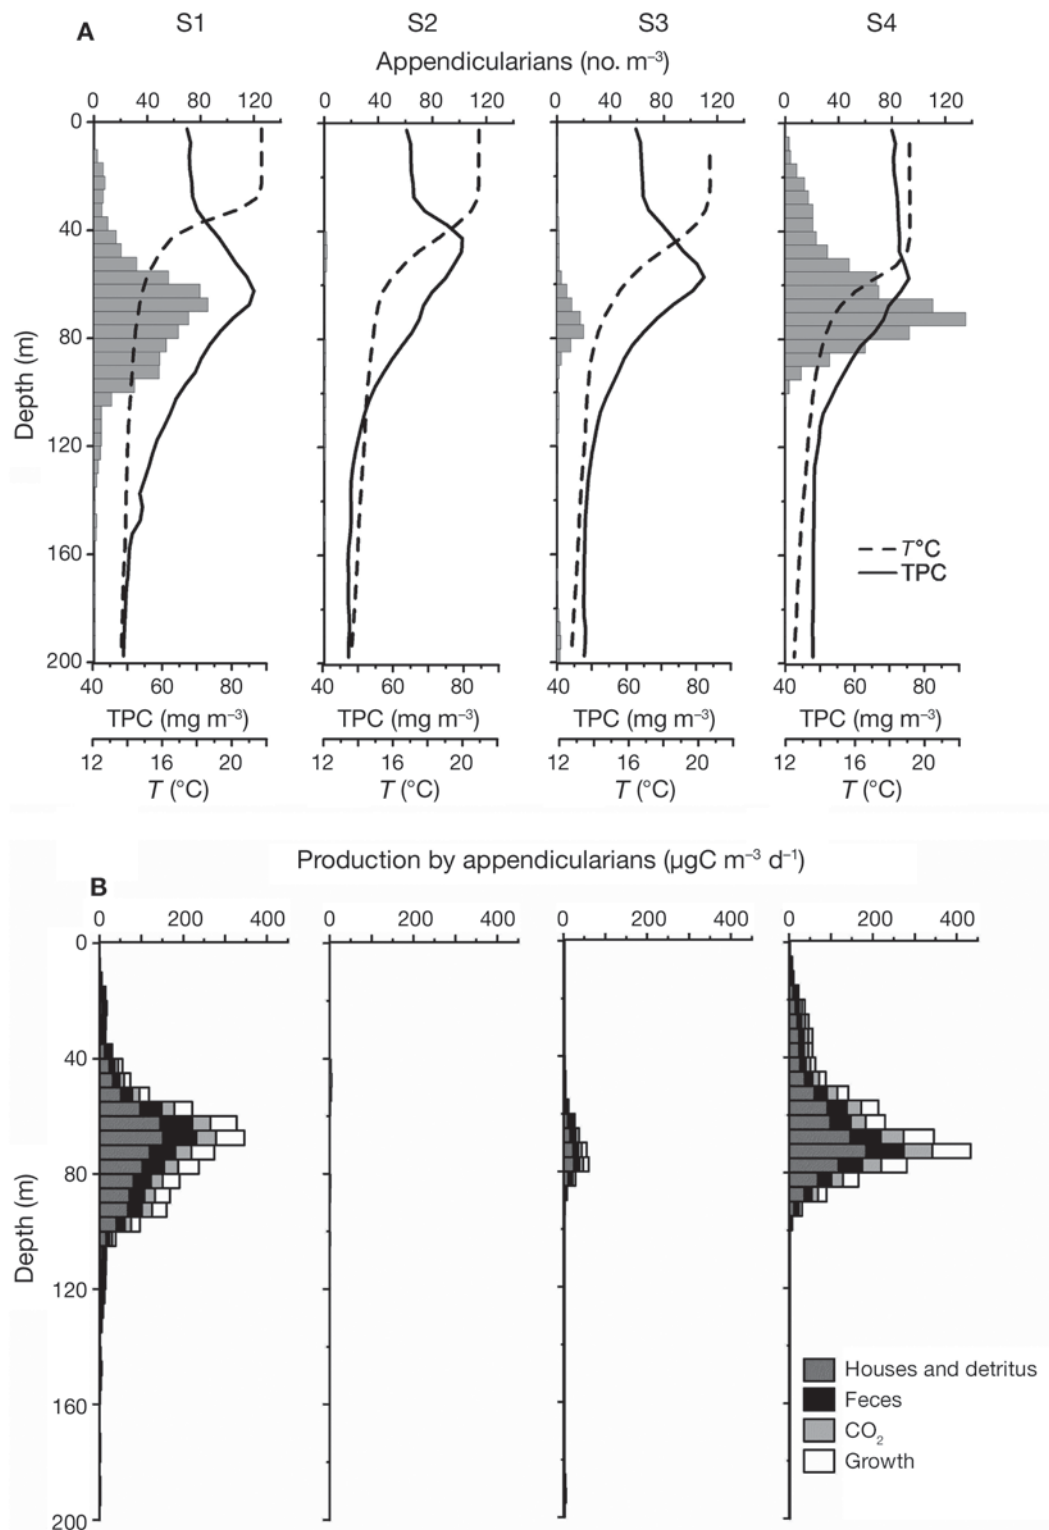 A
S1 S2 S3 S4
Appendicularians (no. m⁻³)
0 40 80 120 0 40 80 120 0 40 80 120 0 40 80 120
0
40
80
120
160
200
Depth (m)
T°C
TPC
40 60 80 40 60 80 40 60 80 40 60 80
TPC (mg m⁻³) TPC (mg m⁻³) TPC (mg m⁻³) TPC (mg m⁻³)
12 16 20 12 16 20 12 16 20 12 16 20
T (°C) T (°C) T (°C) T (°C)
Production by appendicularians (µgC m⁻³ d⁻¹)
B
0 200 400 0 200 400 0 200 400 0 200 400
0
40
80
120
160
200
Depth (m)
Houses and detritus
Feces
CO₂
Growth